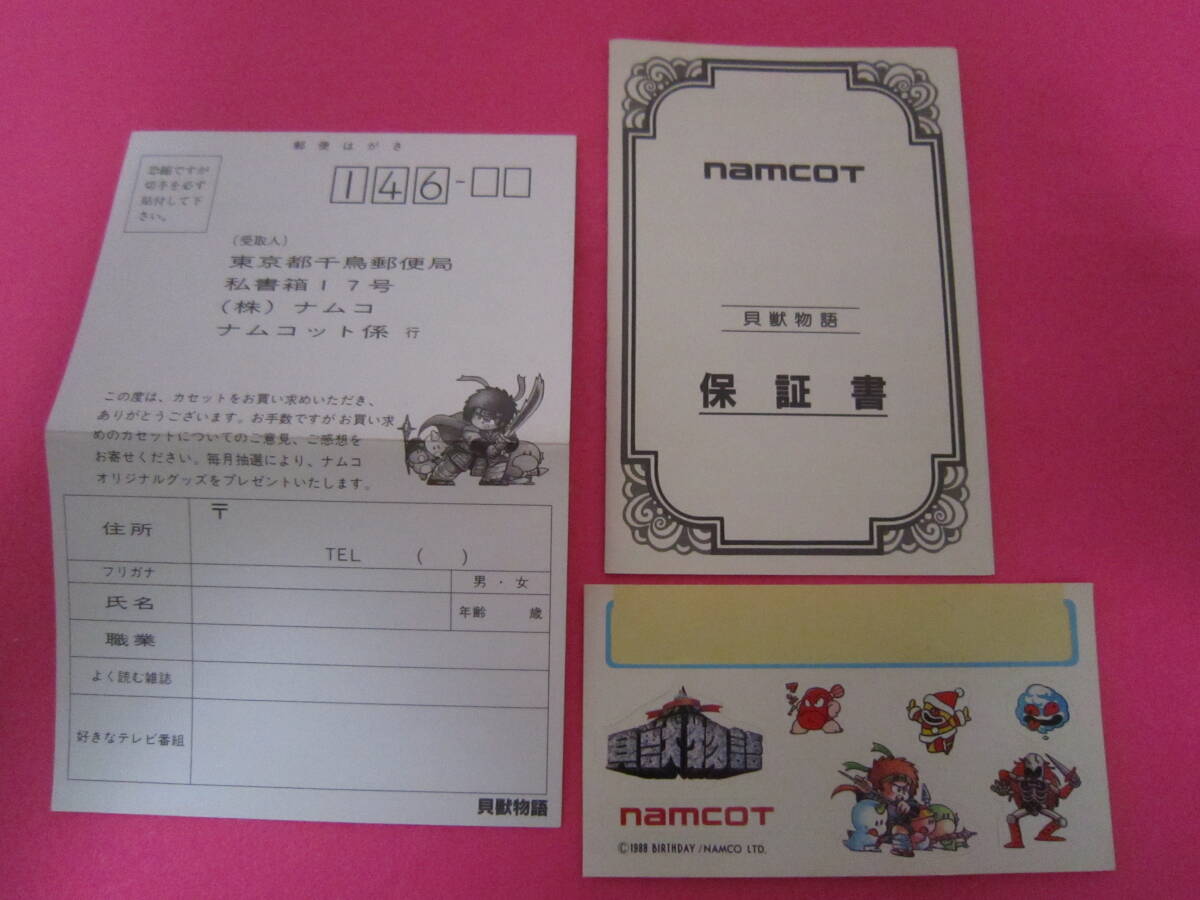 郵便はがき
恐縮ですが
切手を必ず
貼付して下
さい。
146-
(受取人)
東京都千鳥郵便局
私書箱17号
(株)ナムコ
ナムコット係 行
この度は、カセットをお買い求めいただき、
ありがとうございます。お手数ですがお買い求
めのカセットについてのご意見、ご感想を
お寄せください。毎月抽選により、ナムコ
オリジナルグッズをプレゼントいたします。
住所
〒
TEL ( )
フリガナ
男・女
氏名
年齢 歳
職業
よく読む雑誌
好きなテレビ番組
貝獣物語
namcot
貝獣物語
保証書
貝獣物語
namcot
©1988 BIRTHDAY/NAMCO LTD.